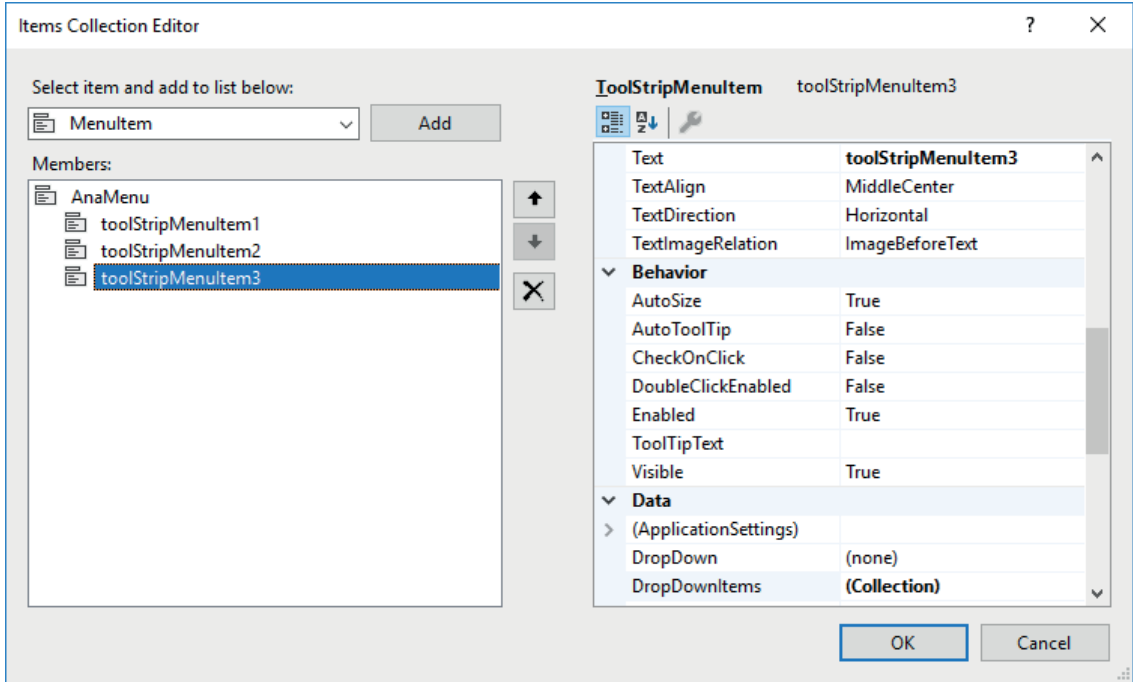 Items Collection Editor
?
Select item and add to list below:
MenuItem
Add
Members:
AnaMenu
toolStripMenuItem1
toolStripMenuItem2
toolStripMenuItem3
ToolStripMenuItem toolStripMenuItem3
Text toolStripMenuItem3
TextAlign MiddleCenter
TextDirection Horizontal
TextImageRelation ImageBeforeText
Behavior
AutoSize True
AutoToolTip False
CheckOnClick False
DoubleClickEnabled False
Enabled True
ToolTipText
Visible True
Data
(ApplicationSettings)
DropDown (none)
DropDownItems (Collection)
OK
Cancel